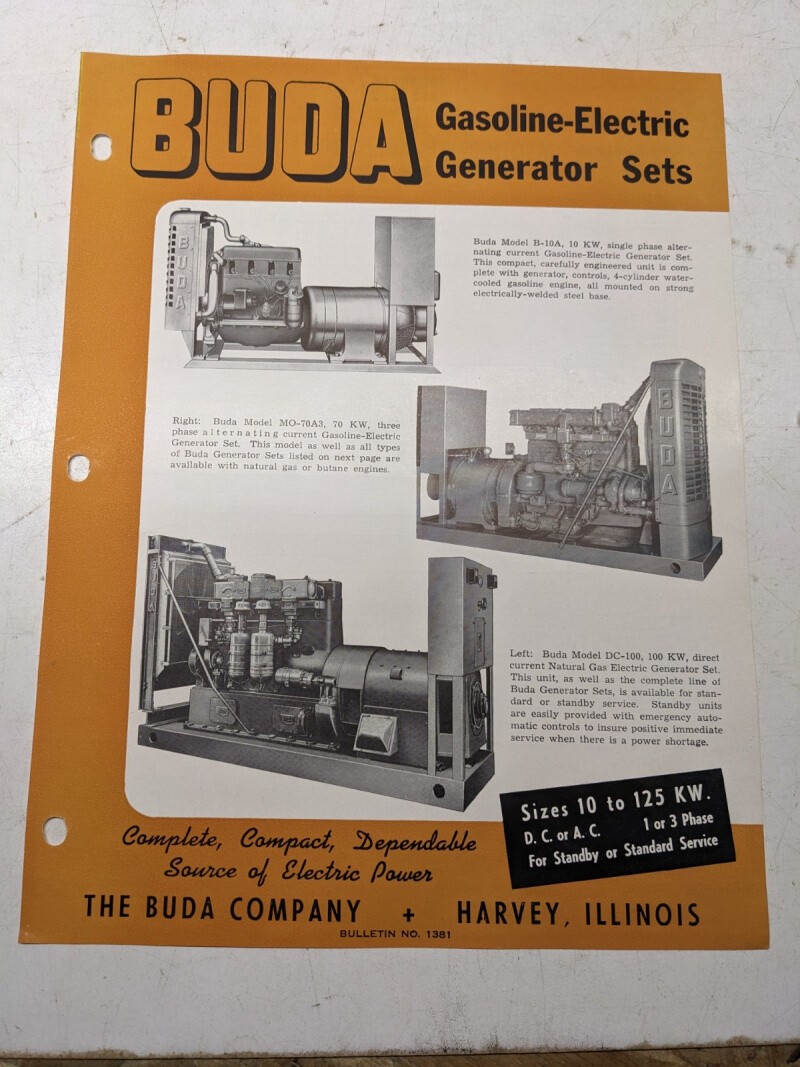 BUDA
Gasoline-Electric
Generator Sets
BUDA
Buda Model B-10A, 10 KW, single phase alter-
nating current Gasoline-Electric Generator Set.
This compact, carefully engineered unit is com-
plete with generator, controls, 4-cylinder water-
cooled gasoline engine, all mounted on strong
electrically-welded steel base.
Right: Buda Model MO-70A3, 70 KW, three
phase alternating current Gasoline-Electric
Generator Set. This model as well as all types
of Buda Generator Sets listed on next page are
available with natural gas or butane engines.
BUDA
BUDA
Left: Buda Model DC-100, 100 KW, direct
current Natural Gas Electric Generator Set.
This unit, as well as the complete line of
Buda Generator Sets, is available for stan-
dard or standby service. Standby units
are easily provided with emergency auto-
matic controls to insure positive immediate
service when there is a power shortage.
Sizes 10 to 125 KW.
D. C. or A. C. 1 or 3 Phase
For Standby or Standard Service
Complete, Compact, Dependable
Source of Electric Power
THE BUDA COMPANY + HARVEY, ILLINOIS
BULLETIN NO. 1381